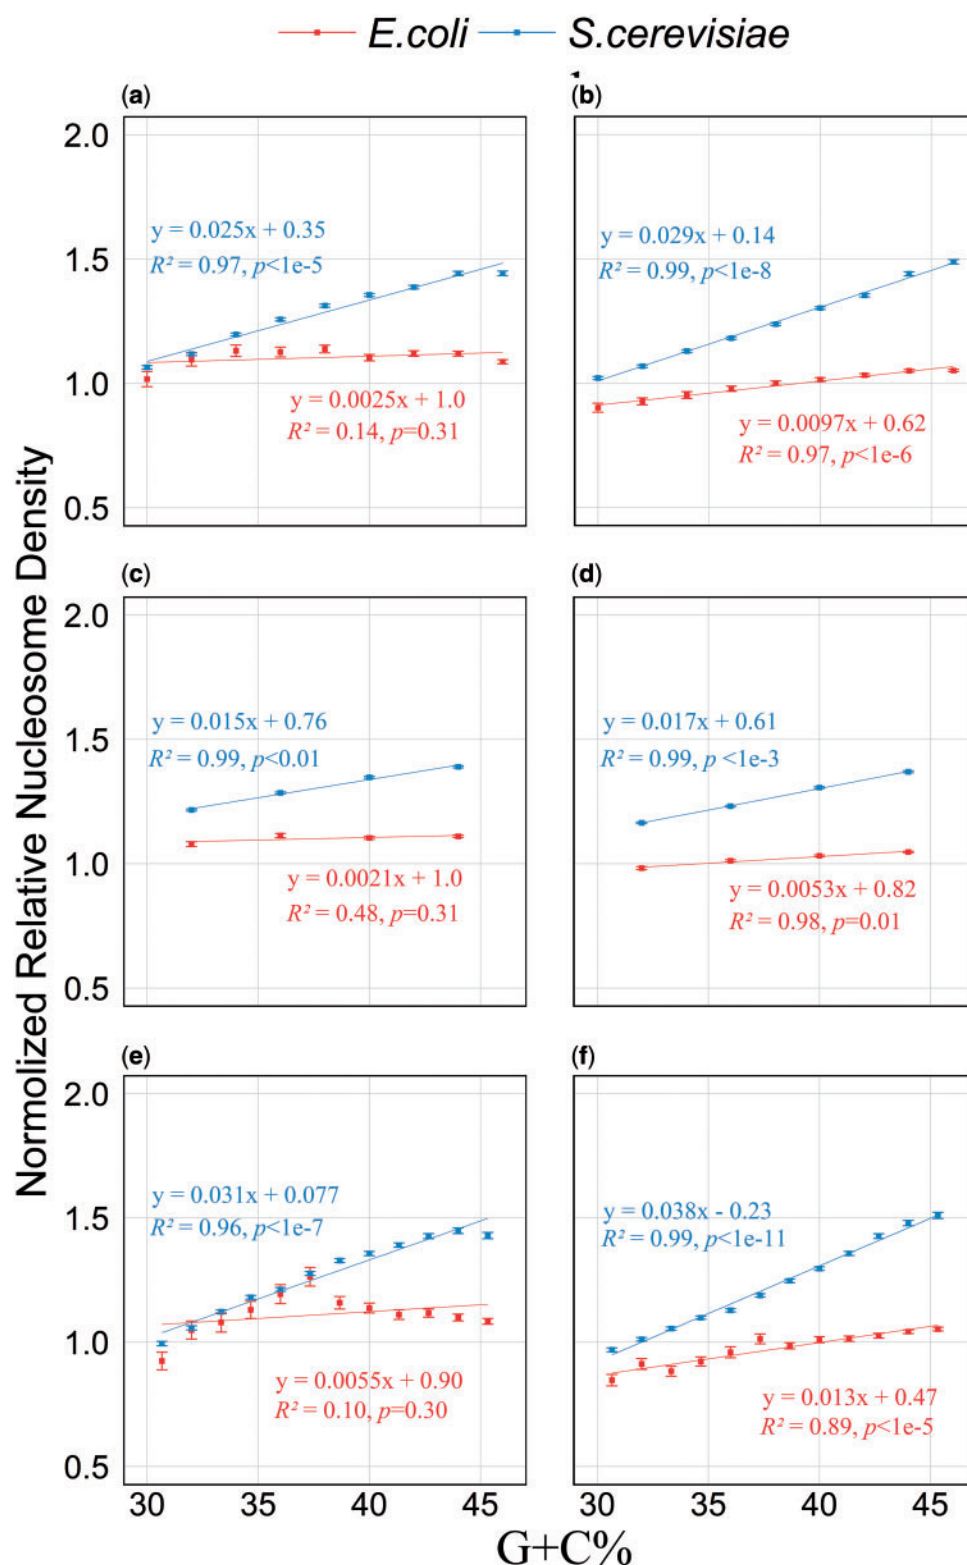 E.coli S.cerevisiae
(a) (b)
2.0
y = 0.025x + 0.35
R² = 0.97, p<1e-5
y = 0.029x + 0.14
R² = 0.99, p<1e-8
1.5
1.0
y = 0.0025x + 1.0
R² = 0.14, p=0.31
y = 0.0097x + 0.62
R² = 0.97, p<1e-6
0.5
(c) (d)
2.0
y = 0.015x + 0.76
R² = 0.99, p<0.01
y = 0.017x + 0.61
R² = 0.99, p <1e-3
1.5
1.0
y = 0.0021x + 1.0
R² = 0.48, p=0.31
y = 0.0053x + 0.82
R² = 0.98, p=0.01
0.5
(e) (f)
2.0
y = 0.031x + 0.077
R² = 0.96, p<1e-7
y = 0.038x - 0.23
R² = 0.99, p<1e-11
1.5
1.0
y = 0.0055x + 0.90
R² = 0.10, p=0.30
y = 0.013x + 0.47
R² = 0.89, p<1e-5
0.5
30 35 40 45 30 35 40 45
G+C%
Normolized Relative Nucleosome Density